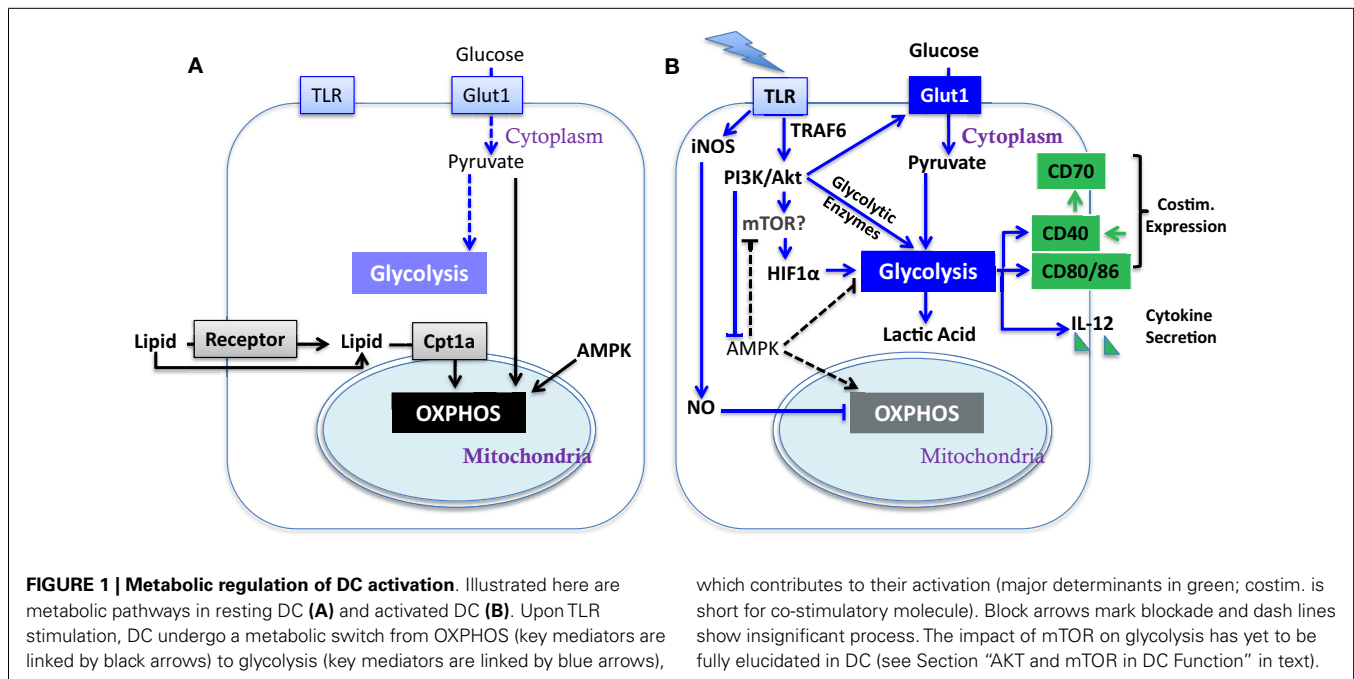 A
Glucose
TLR
Glut1
Cytoplasm
Pyruvate
Glycolysis
Lipid
Receptor
Lipid
Cpt1a
AMPK
OXPHOS
Mitochondria
B
Glucose
TLR
Glut1
TRAF6
Cytoplasm
iNOS
PI3K/Akt
Pyruvate
Glycolytic
Enzymes
mTOR?
HIF1α
Glycolysis
CD70
CD40
CD80/86
Costim.
Expression
Lactic Acid
IL-12
Cytokine
Secretion
AMPK
NO
OXPHOS
Mitochondria
FIGURE 1 | Metabolic regulation of DC activation. Illustrated here are
metabolic pathways in resting DC (A) and activated DC (B). Upon TLR
stimulation, DC undergo a metabolic switch from OXPHOS (key mediators are
linked by black arrows) to glycolysis (key mediators are linked by blue arrows),
which contributes to their activation (major determinants in green; costim. is
short for co-stimulatory molecule). Block arrows mark blockade and dash lines
show insignificant process. The impact of mTOR on glycolysis has yet to be
fully elucidated in DC (see Section “AKT and mTOR in DC Function” in text).